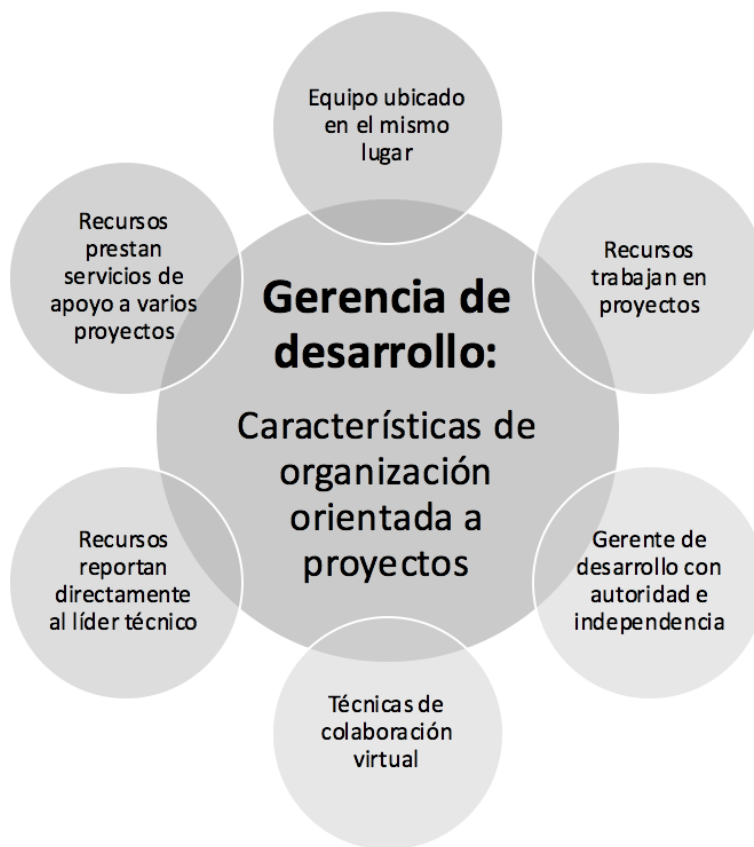 Equipo ubicado
en el mismo
lugar
Recursos
trabajan en
proyectos
Gerente de
desarrollo con
autoridad e
independencia
Técnicas de
colaboración
virtual
Recursos
reportan
directamente
al líder técnico
Recursos
prestan
servicios de
apoyo a varios
proyectos
Gerencia de
desarrollo:
Características de
organización
orientada a
proyectos